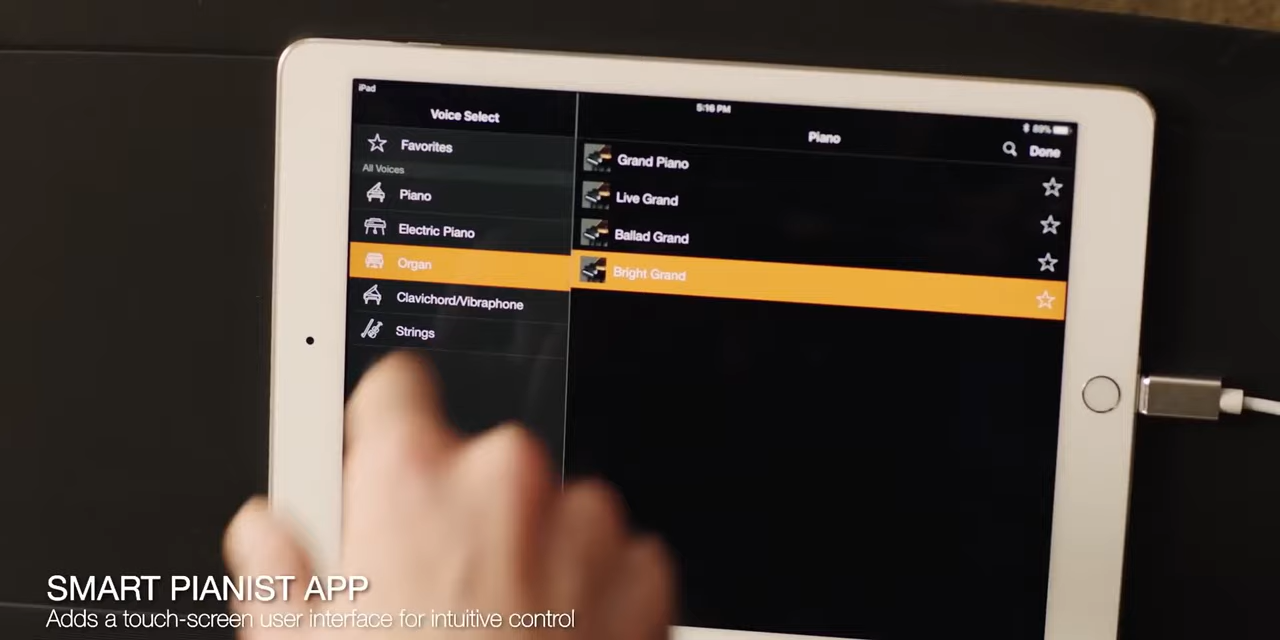 iPad
5:16 PM
89%
Voice Select
Favorites
All Voices
Piano
Electric Piano
Organ
Clavichord/Vibraphone
Strings
Piano
Done
Grand Piano
Live Grand
Ballad Grand
Bright Grand
SMART PIANIST APP
Adds a touch-screen user interface for intuitive control